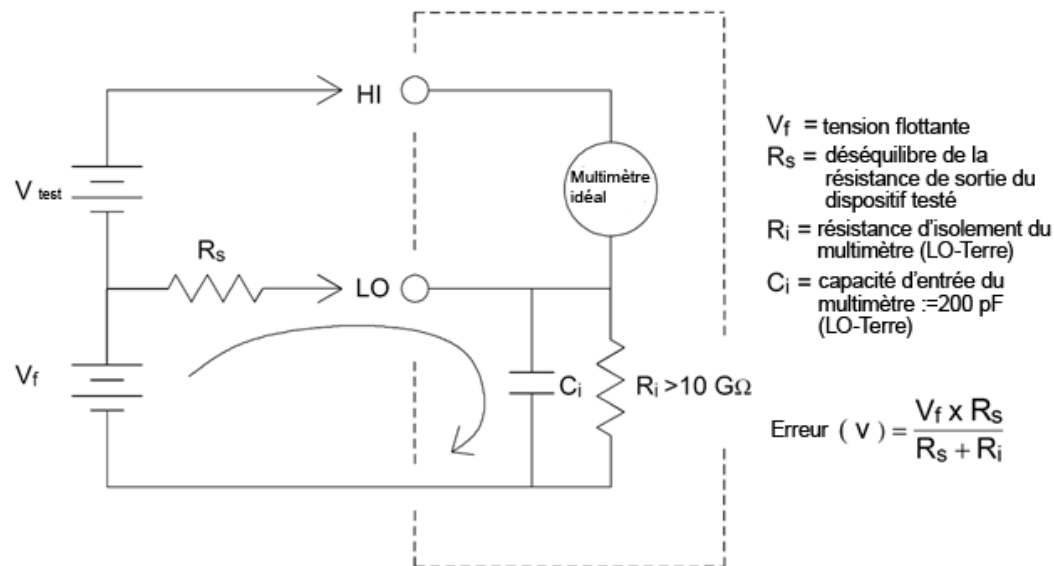 HI
V test
Multimètre
idéal
Rs
LO
Vf
Ci
Ri >10 GΩ
Vf = tension flottante
Rs = déséquilibre de la
résistance de sortie du
dispositif testé
Ri = résistance d'isolement du
multimètre (LO-Terre)
Ci = capacité d'entrée du
multimètre :=200 pF
(LO-Terre)
Erreur ( v ) = Vf x Rs
Rs + Ri